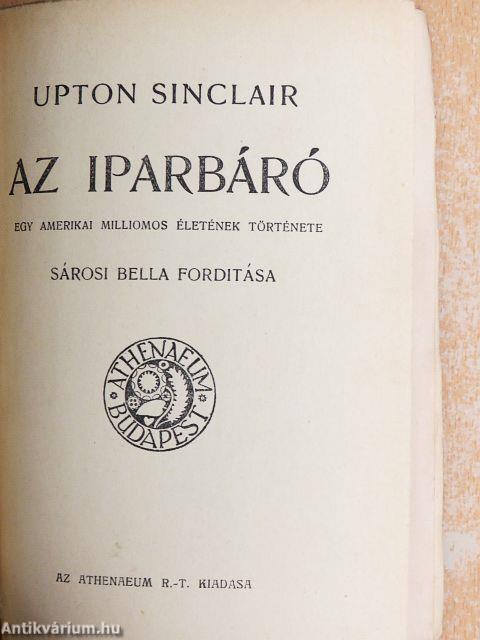 UPTON SINCLAIR
AZ IPARBÁRÓ
EGY AMERIKAI MILLIOMOS ÉLETÉNEK TÖRTÉNETE
SÁROSI BELLA FORDITÁSA
ATHENAEUM
BUDAPEST
AZ ATHENAEUM R.-T. KIADASA
Antikvárium.hu